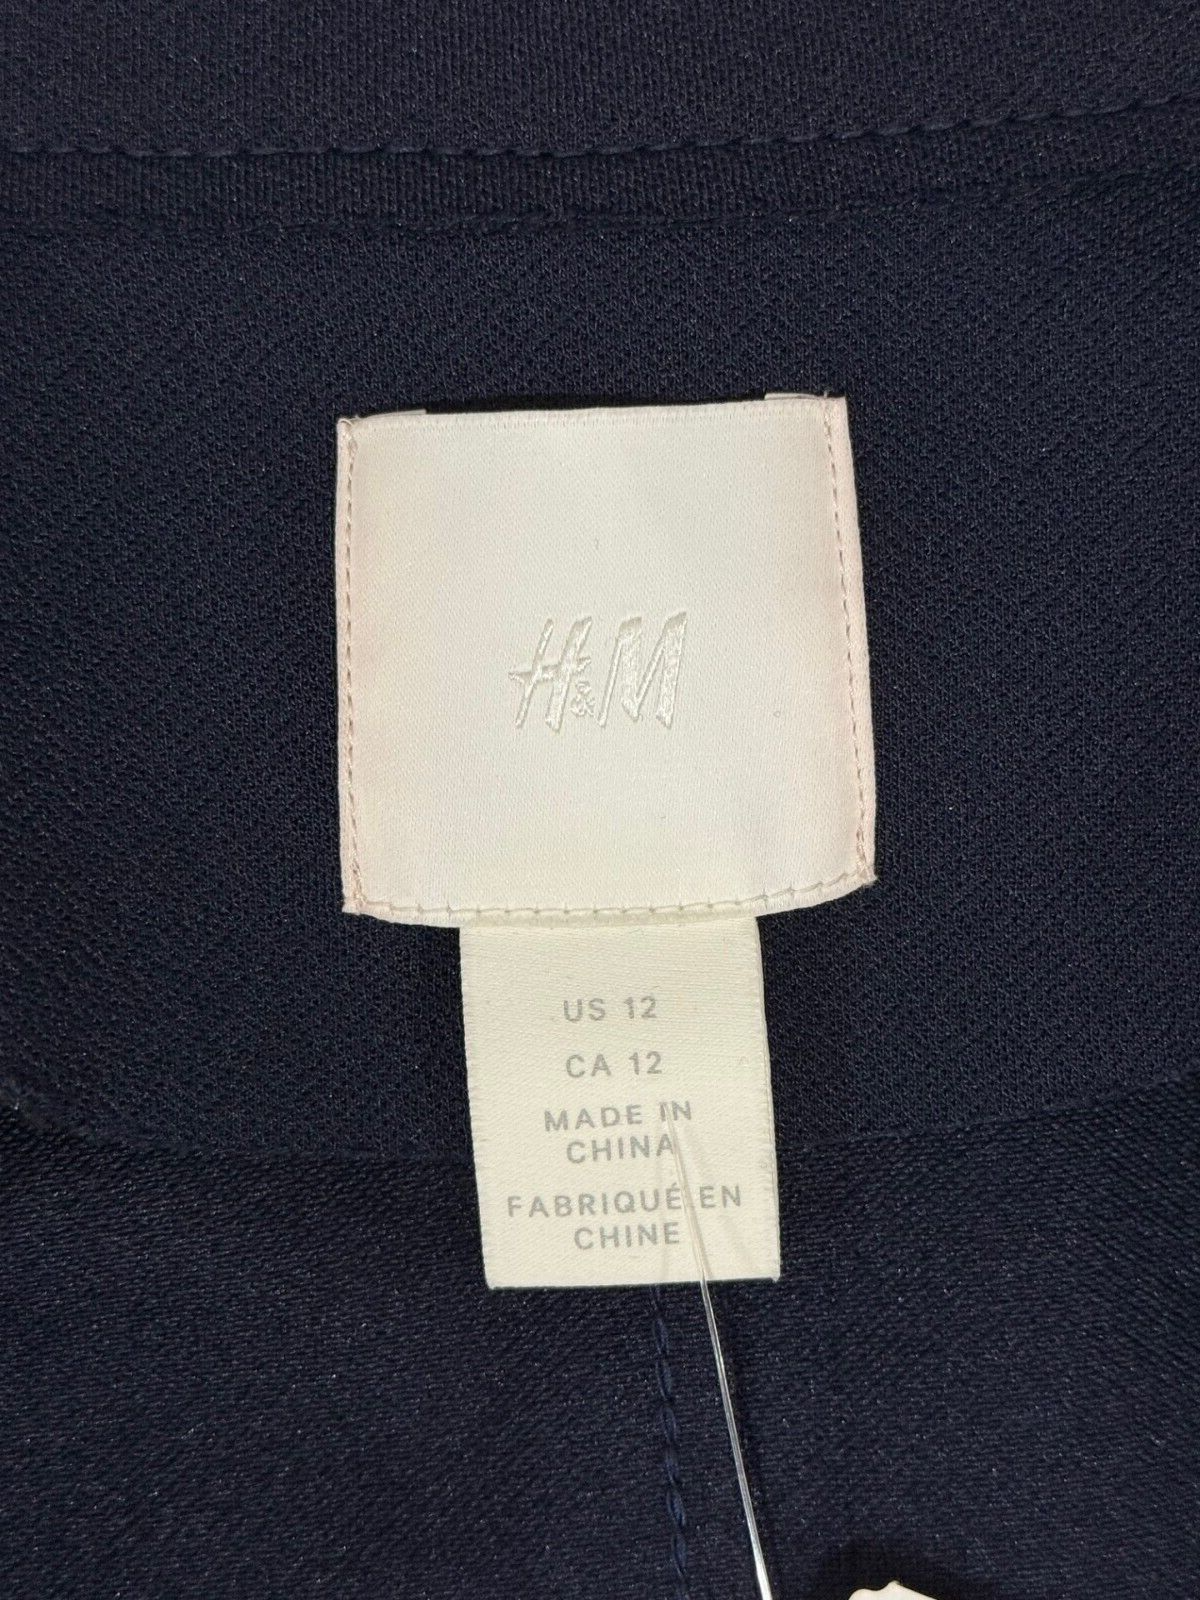 H&M
US 12
CA 12
MADE IN
CHINA
FABRIQUÉ EN
CHINE